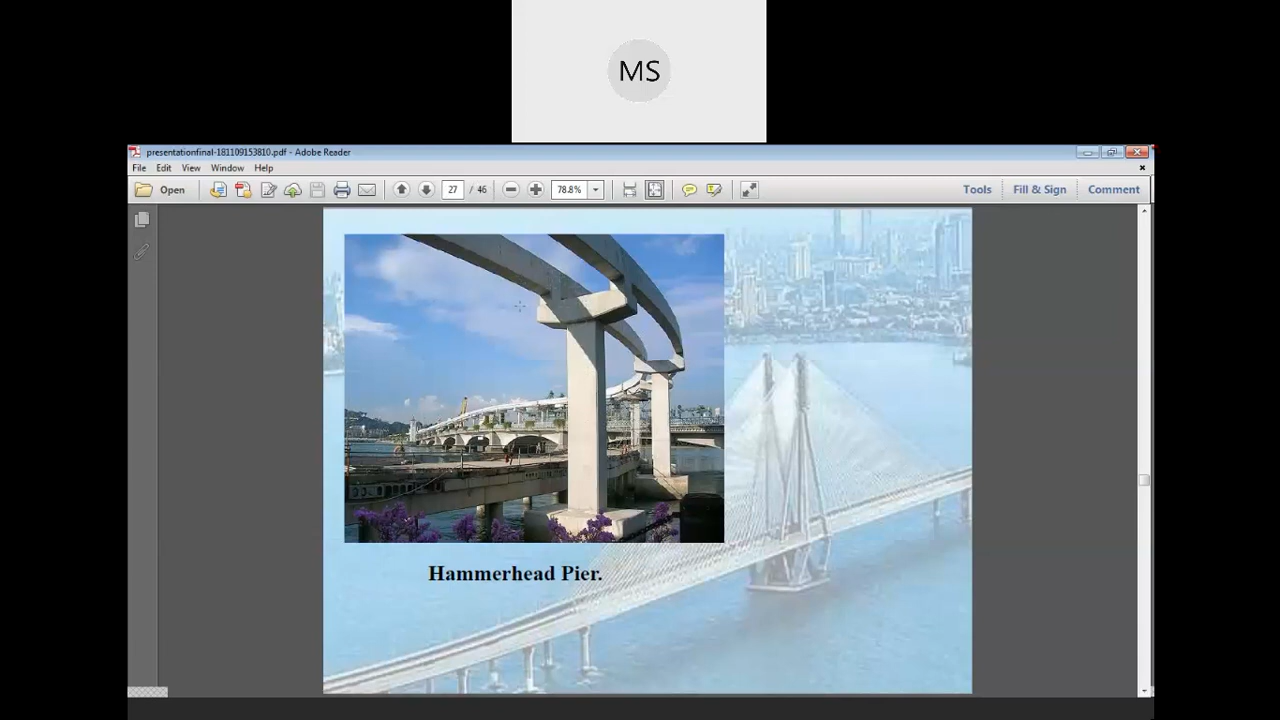 MS
presentationfinal-181109153810.pdf - Adobe Reader
File Edit View Window Help
Open 27 / 46 78.8% Tools Fill & Sign Comment
Hammerhead Pier.